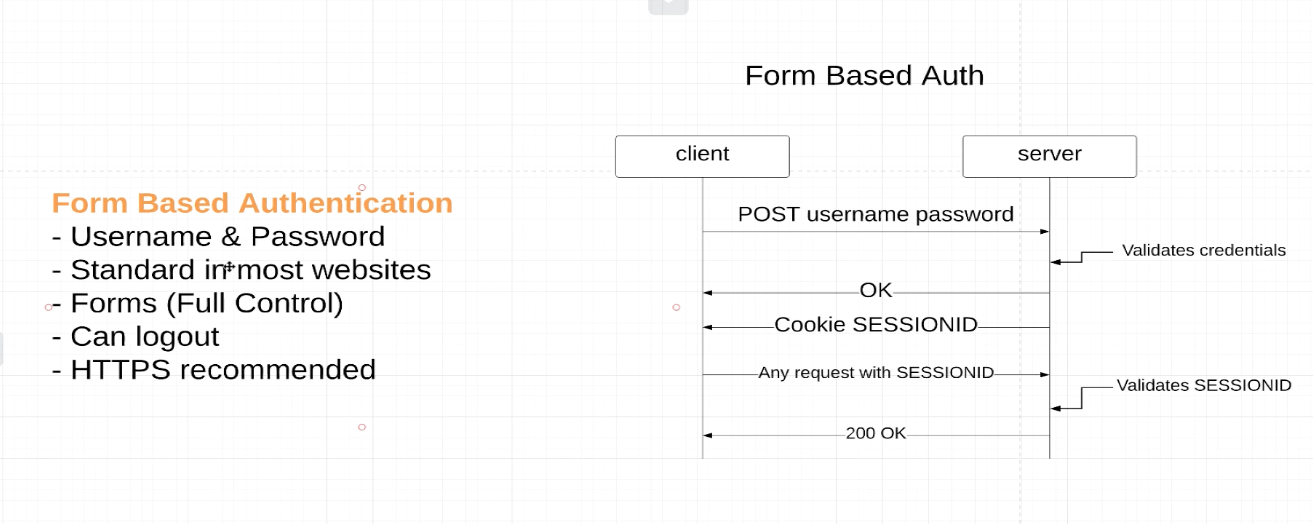 Form Based Auth
client
server
Form Based Authentication
- Username & Password
- Standard in most websites
- Forms (Full Control)
- Can logout
- HTTPS recommended
POST username password
Validates credentials
OK
Cookie SESSIONID
Any request with SESSIONID
Validates SESSIONID
200 OK